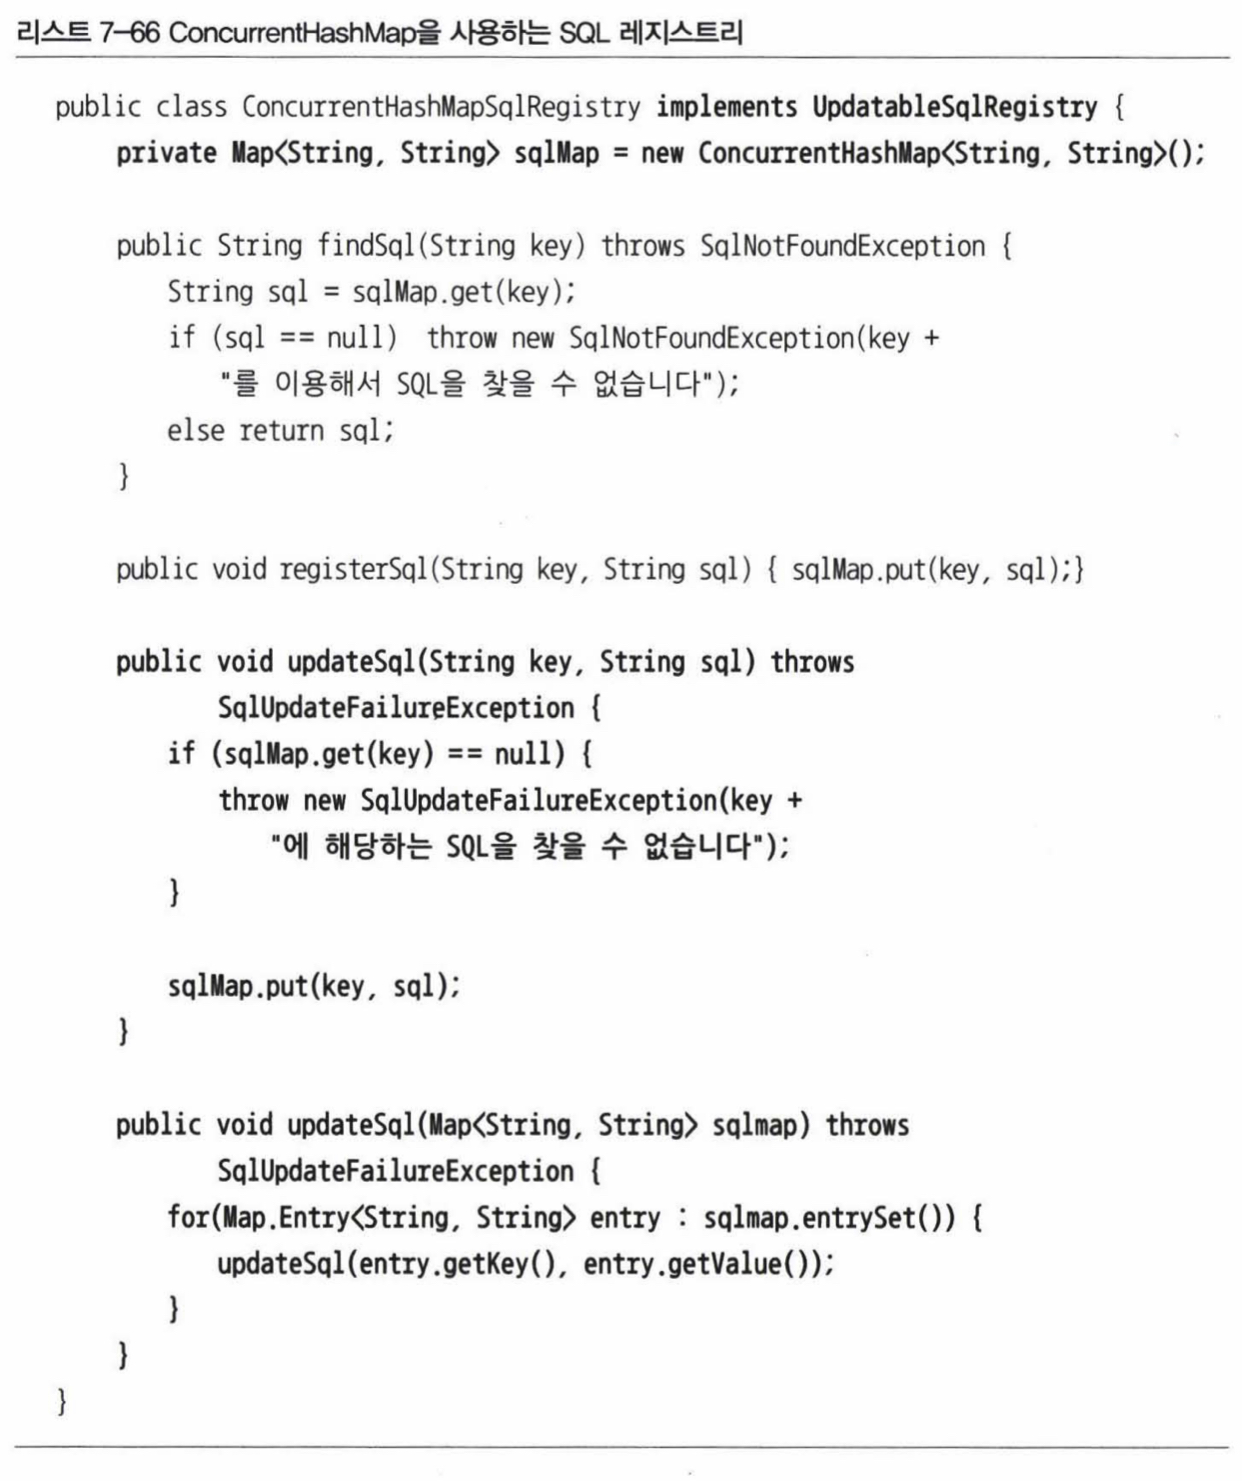 리스트 7–66 ConcurrentHashMap을 사용하는 SQL 레지스트리
public class ConcurrentHashMapSqlRegistry implements UpdatableSqlRegistry {
private Map<String, String> sqlMap = new ConcurrentHashMap<String, String>();
public String findSql(String key) throws SqlNotFoundException {
String sql = sqlMap.get(key);
if (sql == null) throw new SqlNotFoundException(key +
"를 이용해서 SQL을 찾을 수 없습니다");
else return sql;
}
public void registerSql(String key, String sql) { sqlMap.put(key, sql);}
public void updateSql(String key, String sql) throws
SqlUpdateFailureException {
if (sqlMap.get(key) == null) {
throw new SqlUpdateFailureException(key +
"에 해당하는 SQL을 찾을 수 없습니다");
}
sqlMap.put(key, sql);
}
public void updateSql(Map<String, String> sqlmap) throws
SqlUpdateFailureException {
for(Map.Entry<String, String> entry : sqlmap.entrySet()) {
updateSql(entry.getKey(), entry.getValue());
}
}
}